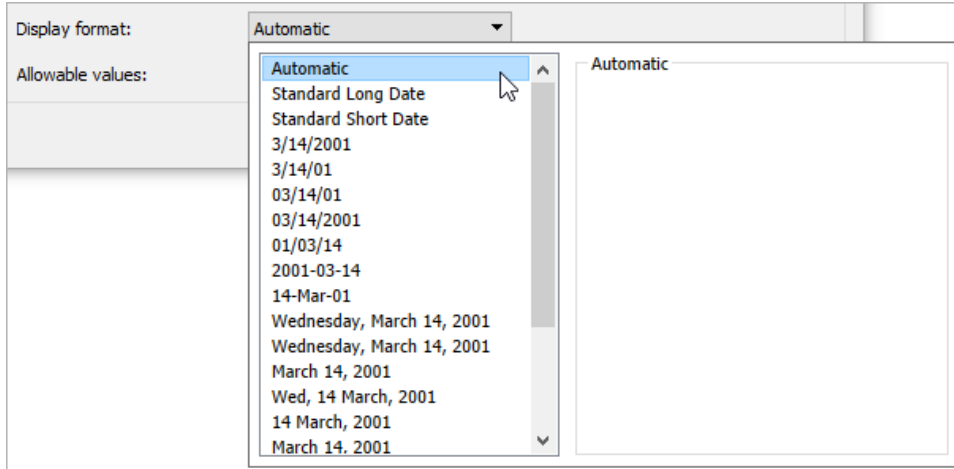 Display format:
Automatic
Allowable values:
Automatic
Standard Long Date
Standard Short Date
3/14/2001
3/14/01
03/14/01
03/14/2001
01/03/14
2001-03-14
14-Mar-01
Wednesday, March 14, 2001
Wednesday, March 14, 2001
March 14, 2001
Wed, 14 March, 2001
14 March, 2001
March 14, 2001
Automatic